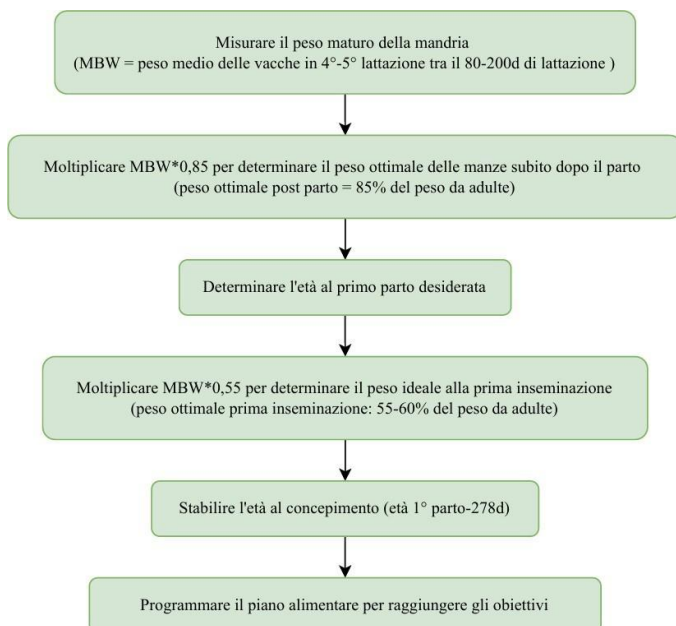 Misurare il peso maturo della mandria
(MBW = peso medio delle vacche in 4°-5° lattazione tra il 80-200d di lattazione )
Moltiplicare MBW*0,85 per determinare il peso ottimale delle manze subito dopo il parto
(peso ottimale post parto = 85% del peso da adulte)
Determinare l'età al primo parto desiderata
Moltiplicare MBW*0,55 per determinare il peso ideale alla prima inseminazione
(peso ottimale prima inseminazione: 55-60% del peso da adulte)
Stabilire l'età al concepimento (età 1° parto-278d)
Programmare il piano alimentare per raggiungere gli obiettivi